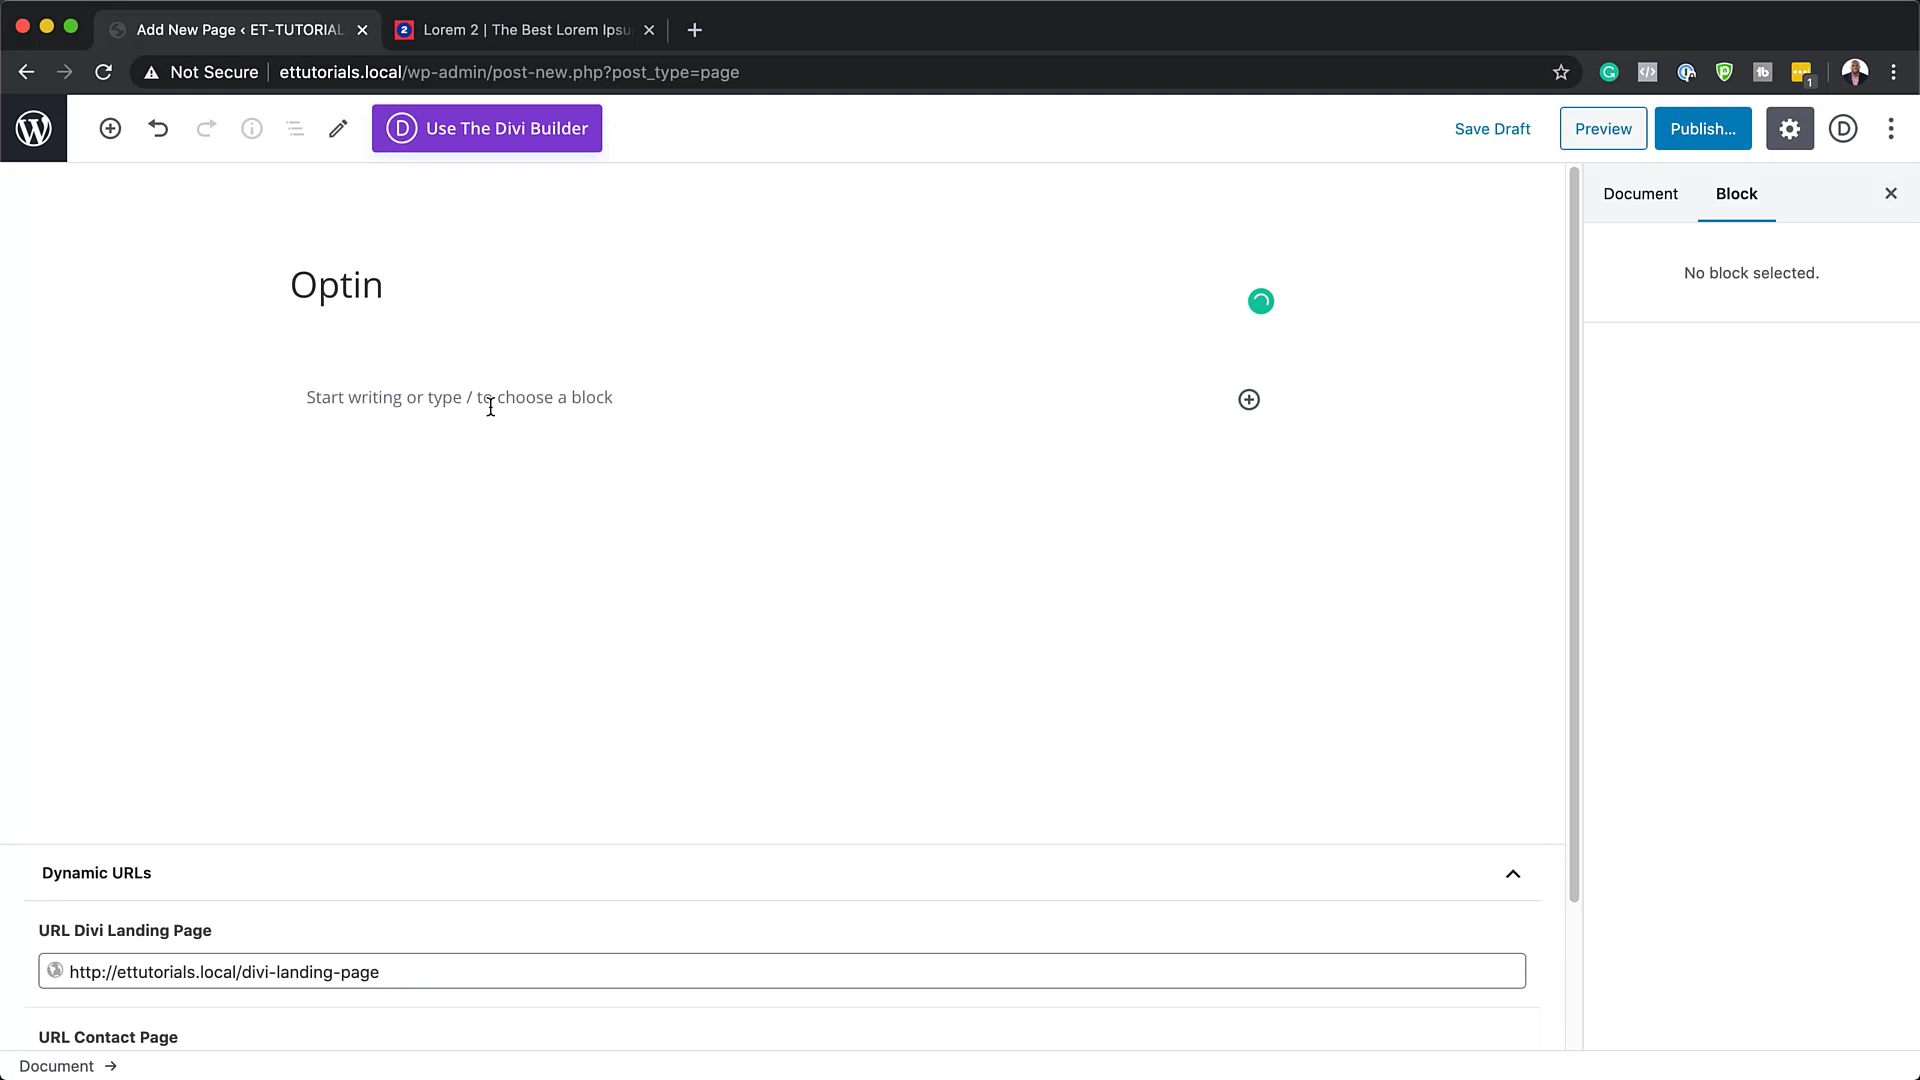 Add New Page ‹ ET-TUTORIAL
2 Lorem 2 | The Best Lorem Ipsu
Not Secure ettutorials.local/wp-admin/post-new.php?post_type=page
1
D Use The Divi Builder
Save Draft
Preview
Publish...
D
Document
Block
No block selected.
Optin
Start writing or type / to choose a block
Dynamic URLs
URL Divi Landing Page
http://ettutorials.local/divi-landing-page
URL Contact Page
Document →